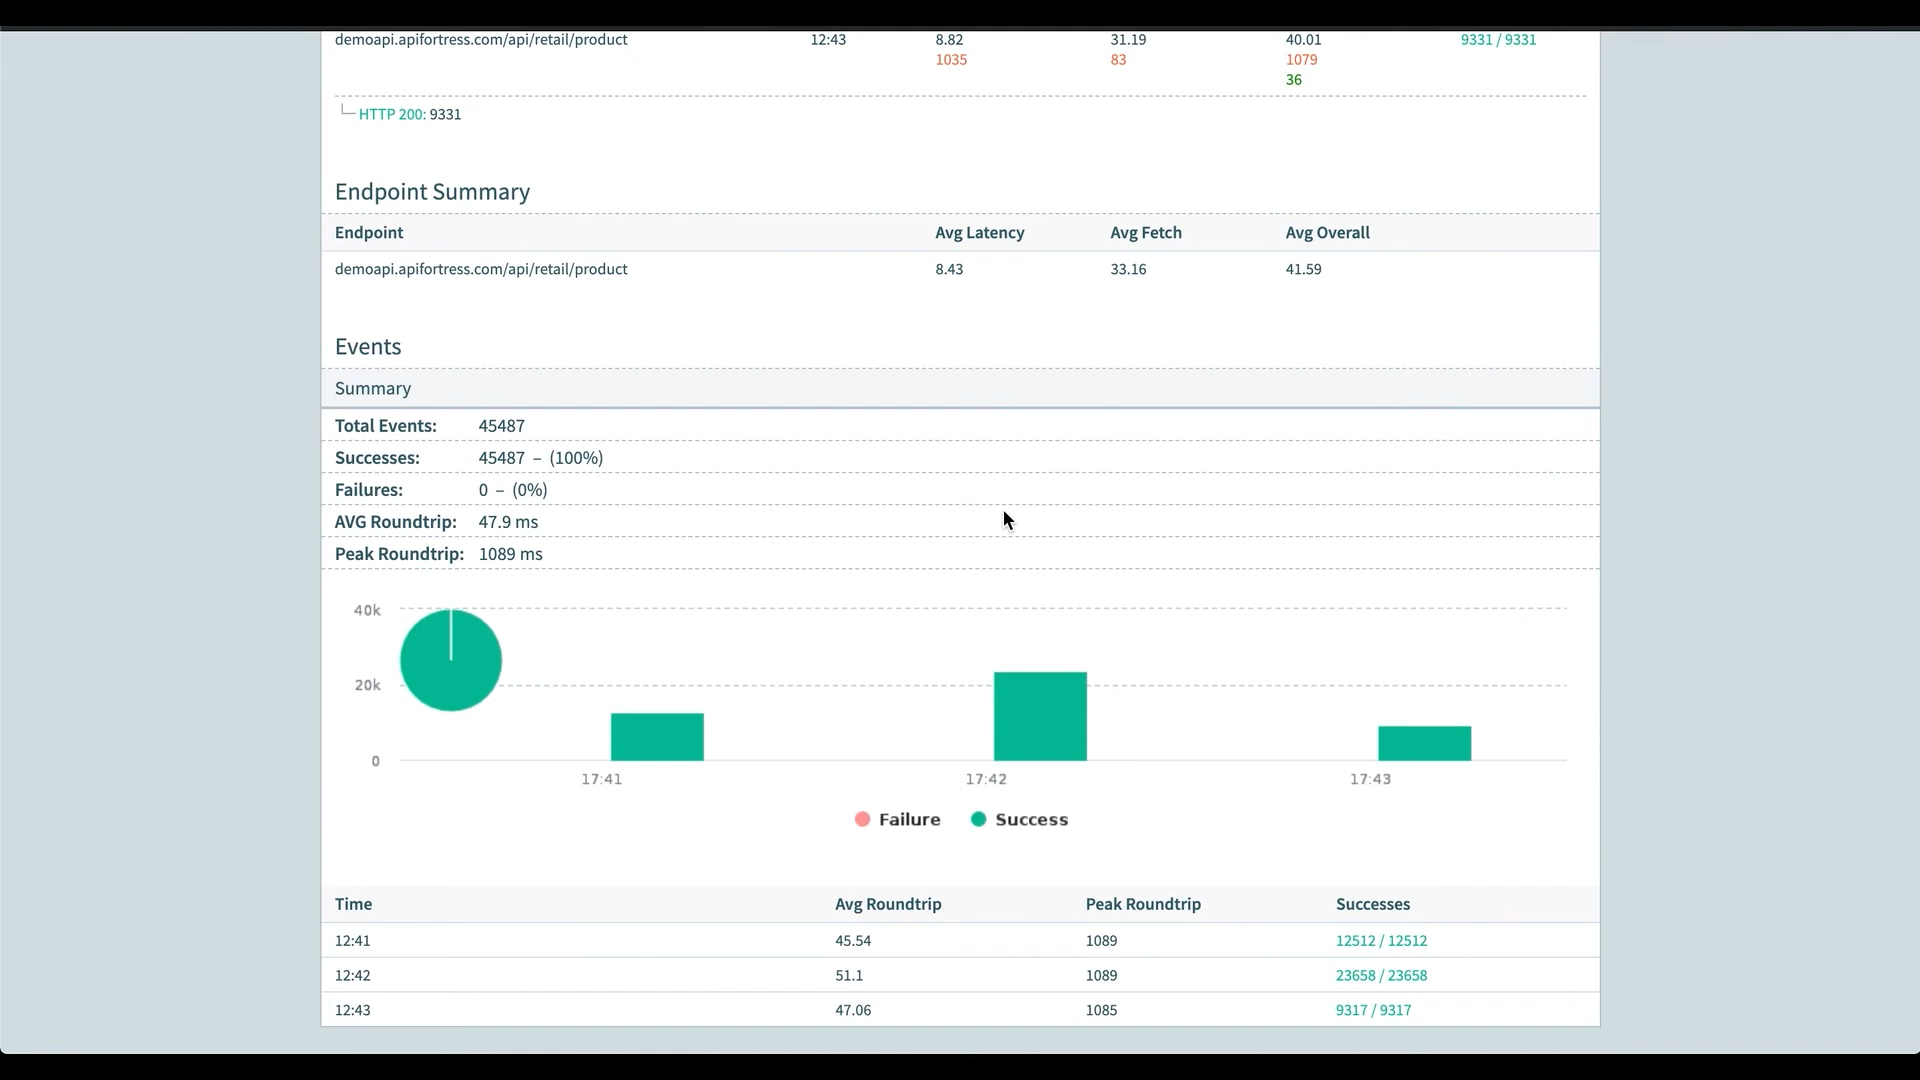 demoapi.apifortress.com/api/retail/product 12:43 8.82 31.19 40.01 9331 / 9331
1035 83 1079
36
HTTP 200: 9331
Endpoint Summary
Endpoint Avg Latency Avg Fetch Avg Overall
demoapi.apifortress.com/api/retail/product 8.43 33.16 41.59
Events
Summary
Total Events: 45487
Successes: 45487 – (100%)
Failures: 0 – (0%)
AVG Roundtrip: 47.9 ms
Peak Roundtrip: 1089 ms
40k
20k
0
17:41 17:42 17:43
Failure Success
Time Avg Roundtrip Peak Roundtrip Successes
12:41 45.54 1089 12512 / 12512
12:42 51.1 1089 23658 / 23658
12:43 47.06 1085 9317 / 9317